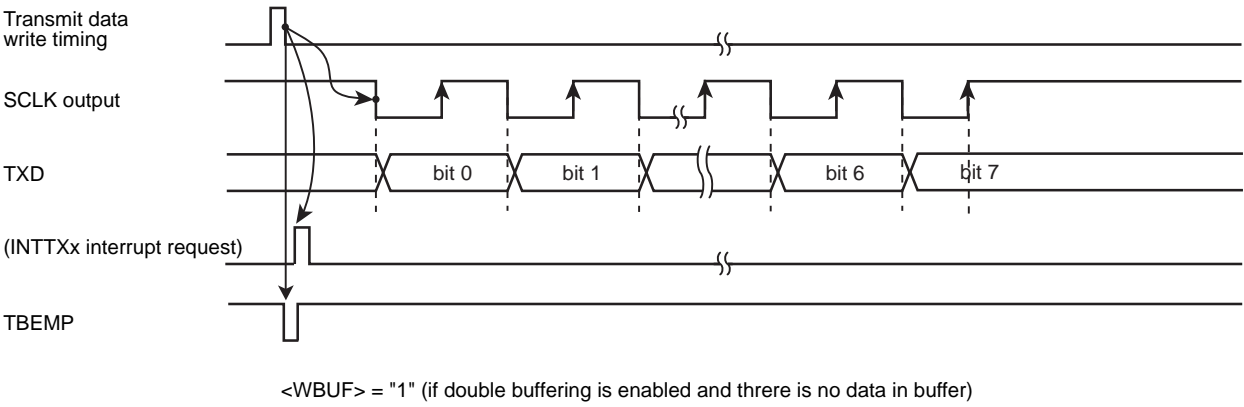 Transmit data
write timing
SCLK output
TXD
bit 0
bit 1
bit 6
bit 7
(INTTXx interrupt request)
TBEMP
<WBUF> = "1" (if double buffering is enabled and threre is no data in buffer)